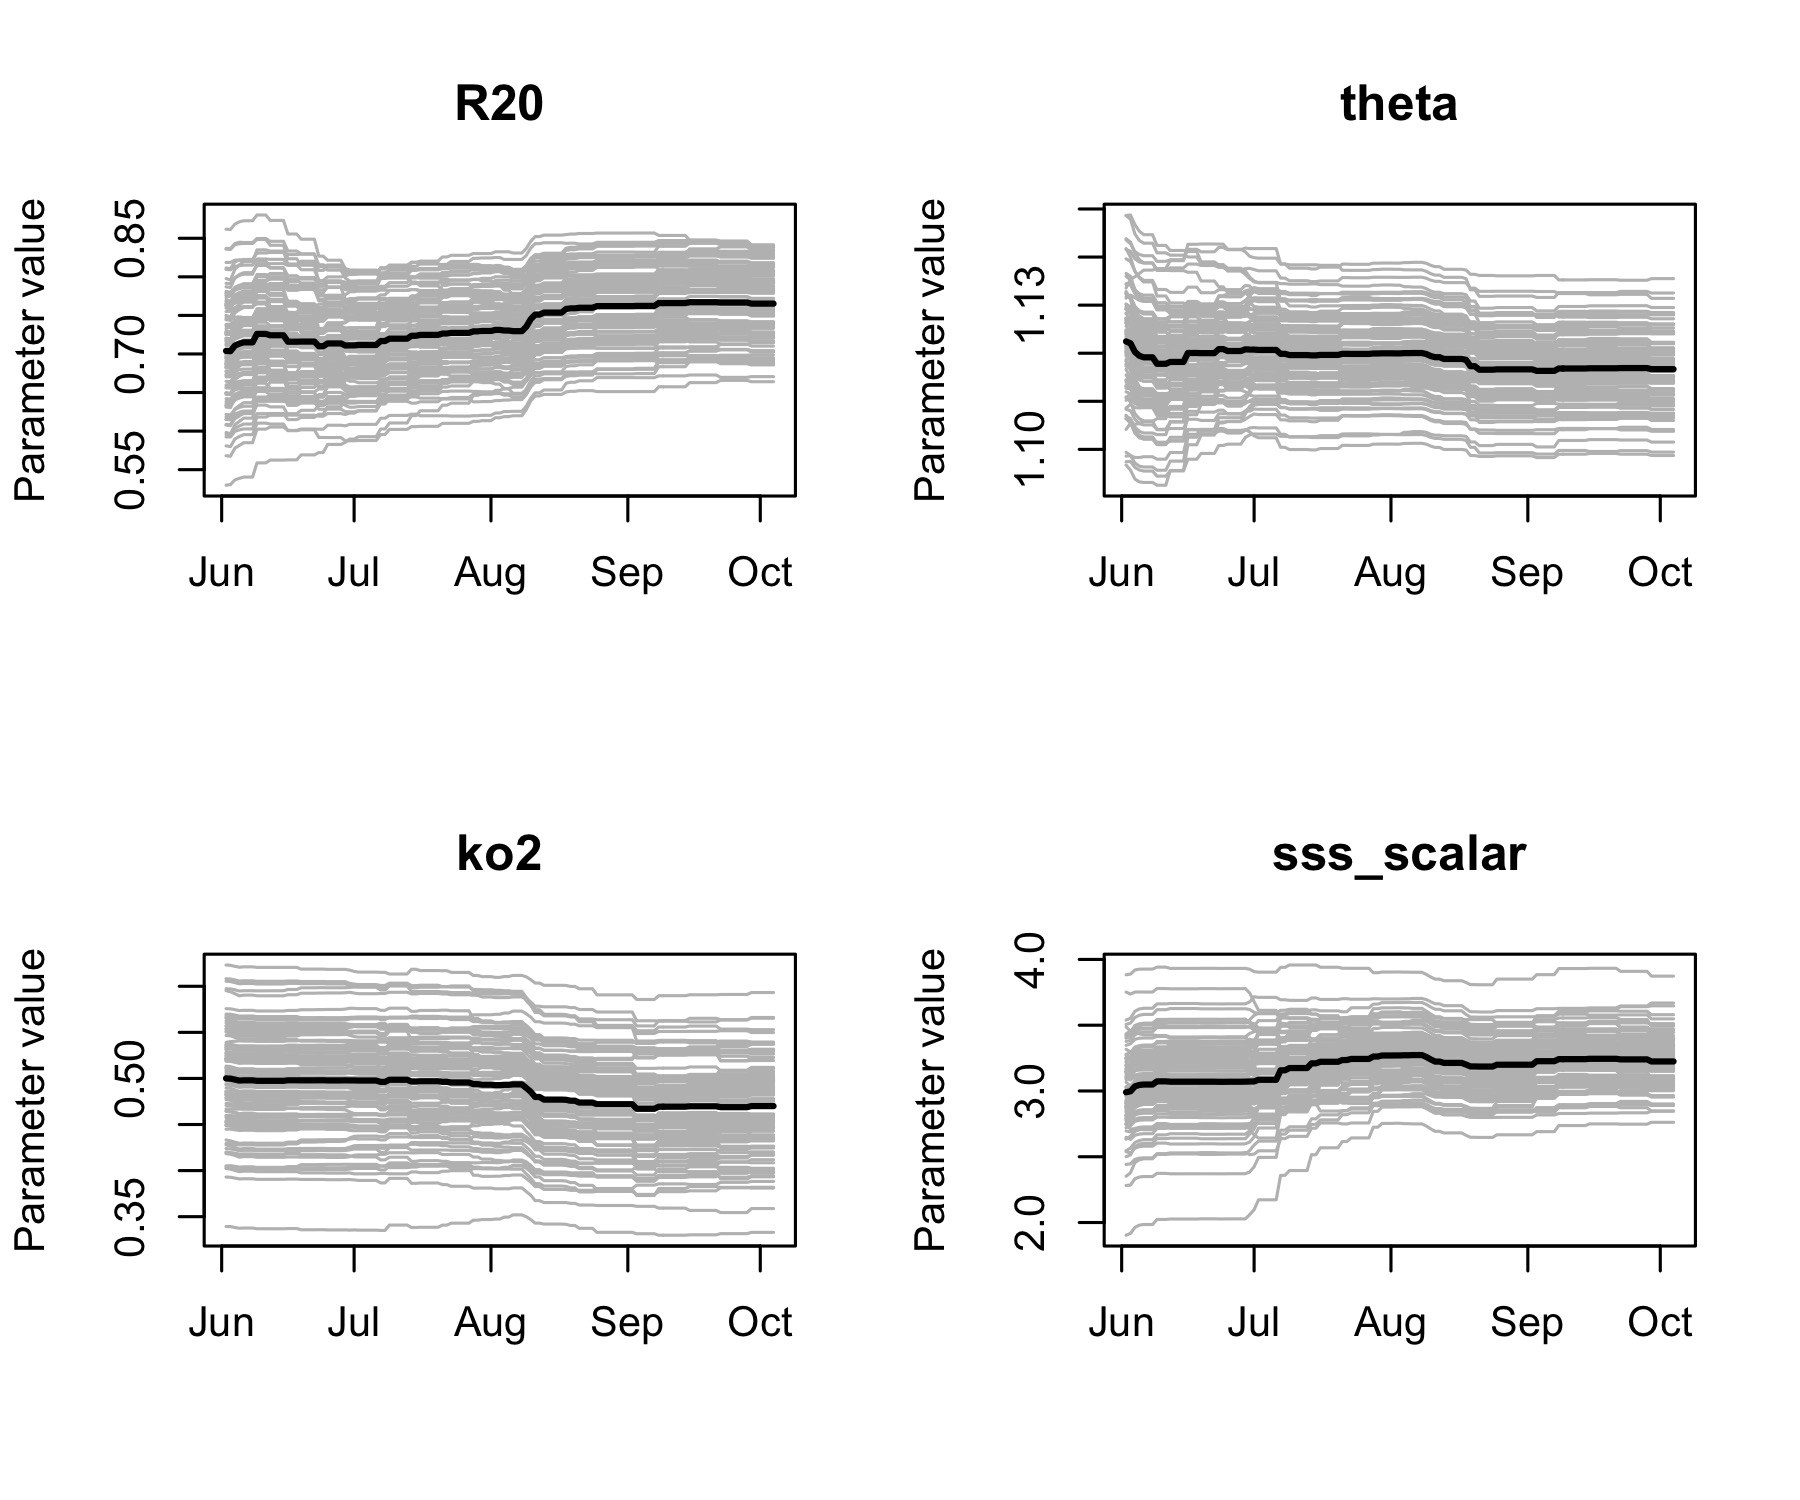 R20
Parameter value
0.55 0.70 0.85
Jun Jul Aug Sep Oct
theta
Parameter value
1.10 1.13
Jun Jul Aug Sep Oct
ko2
Parameter value
0.35 0.50
Jun Jul Aug Sep Oct
sss_scalar
Parameter value
2.0 3.0 4.0
Jun Jul Aug Sep Oct